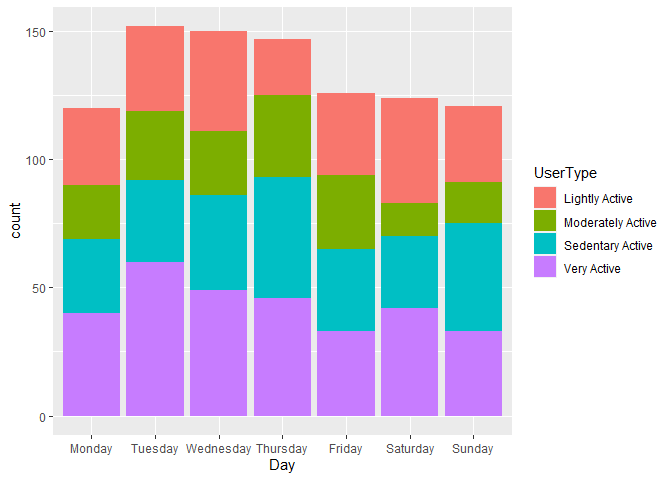 150
100
50
0
count
Monday Tuesday Wednesday Thursday Friday Saturday Sunday
Day
UserType
Lightly Active
Moderately Active
Sedentary Active
Very Active